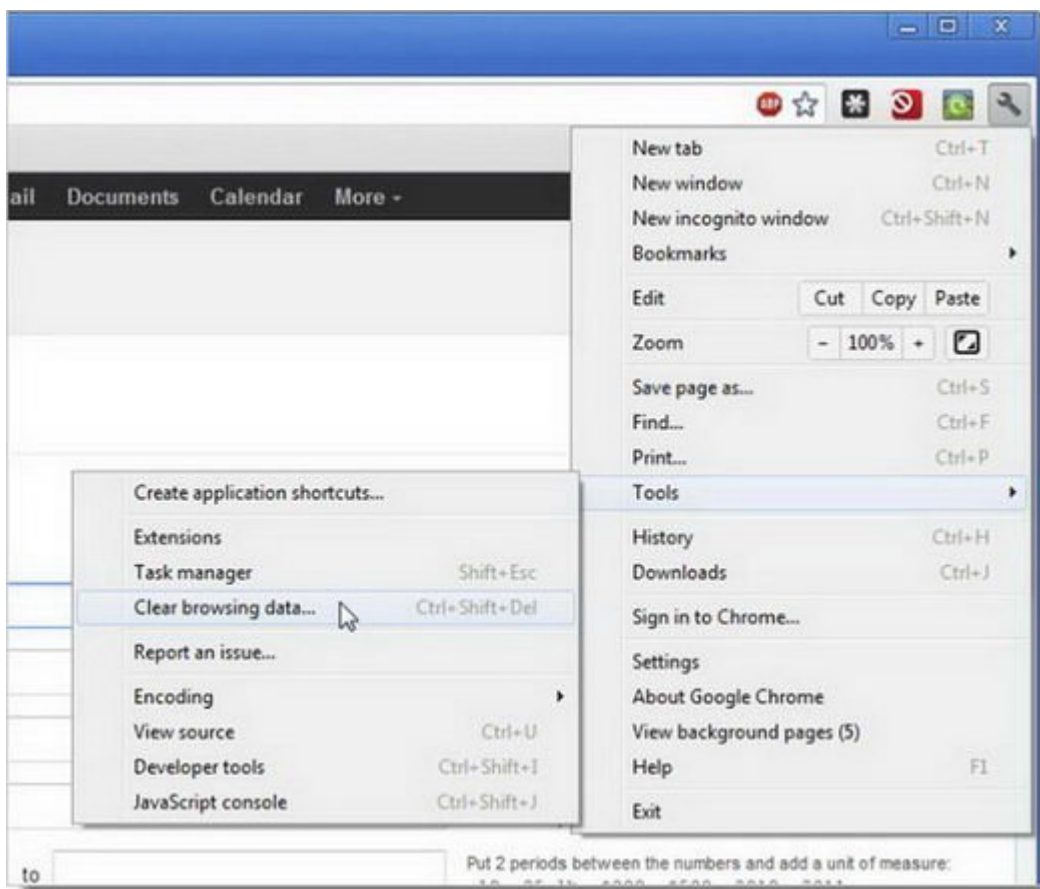 ABP
New tab Ctrl+T
New window Ctrl+N
ail Documents Calendar More
New incognito window Ctrl+Shift+N
Bookmarks
Edit Cut Copy Paste
Zoom - 100% +
Save page as... Ctrl+S
Find... Ctrl+F
Print... Ctrl+P
Tools
History Ctrl+H
Downloads Ctrl+J
Sign in to Chrome...
Settings
About Google Chrome
View background pages (5)
Help F1
Exit
Create application shortcuts...
Extensions
Task manager Shift+Esc
Clear browsing data... Ctrl+Shift+Del
Report an issue...
Encoding
View source Ctrl+U
Developer tools Ctrl+Shift+I
JavaScript console Ctrl+Shift+J
to
Put 2 periods between the numbers and add a unit of measure: